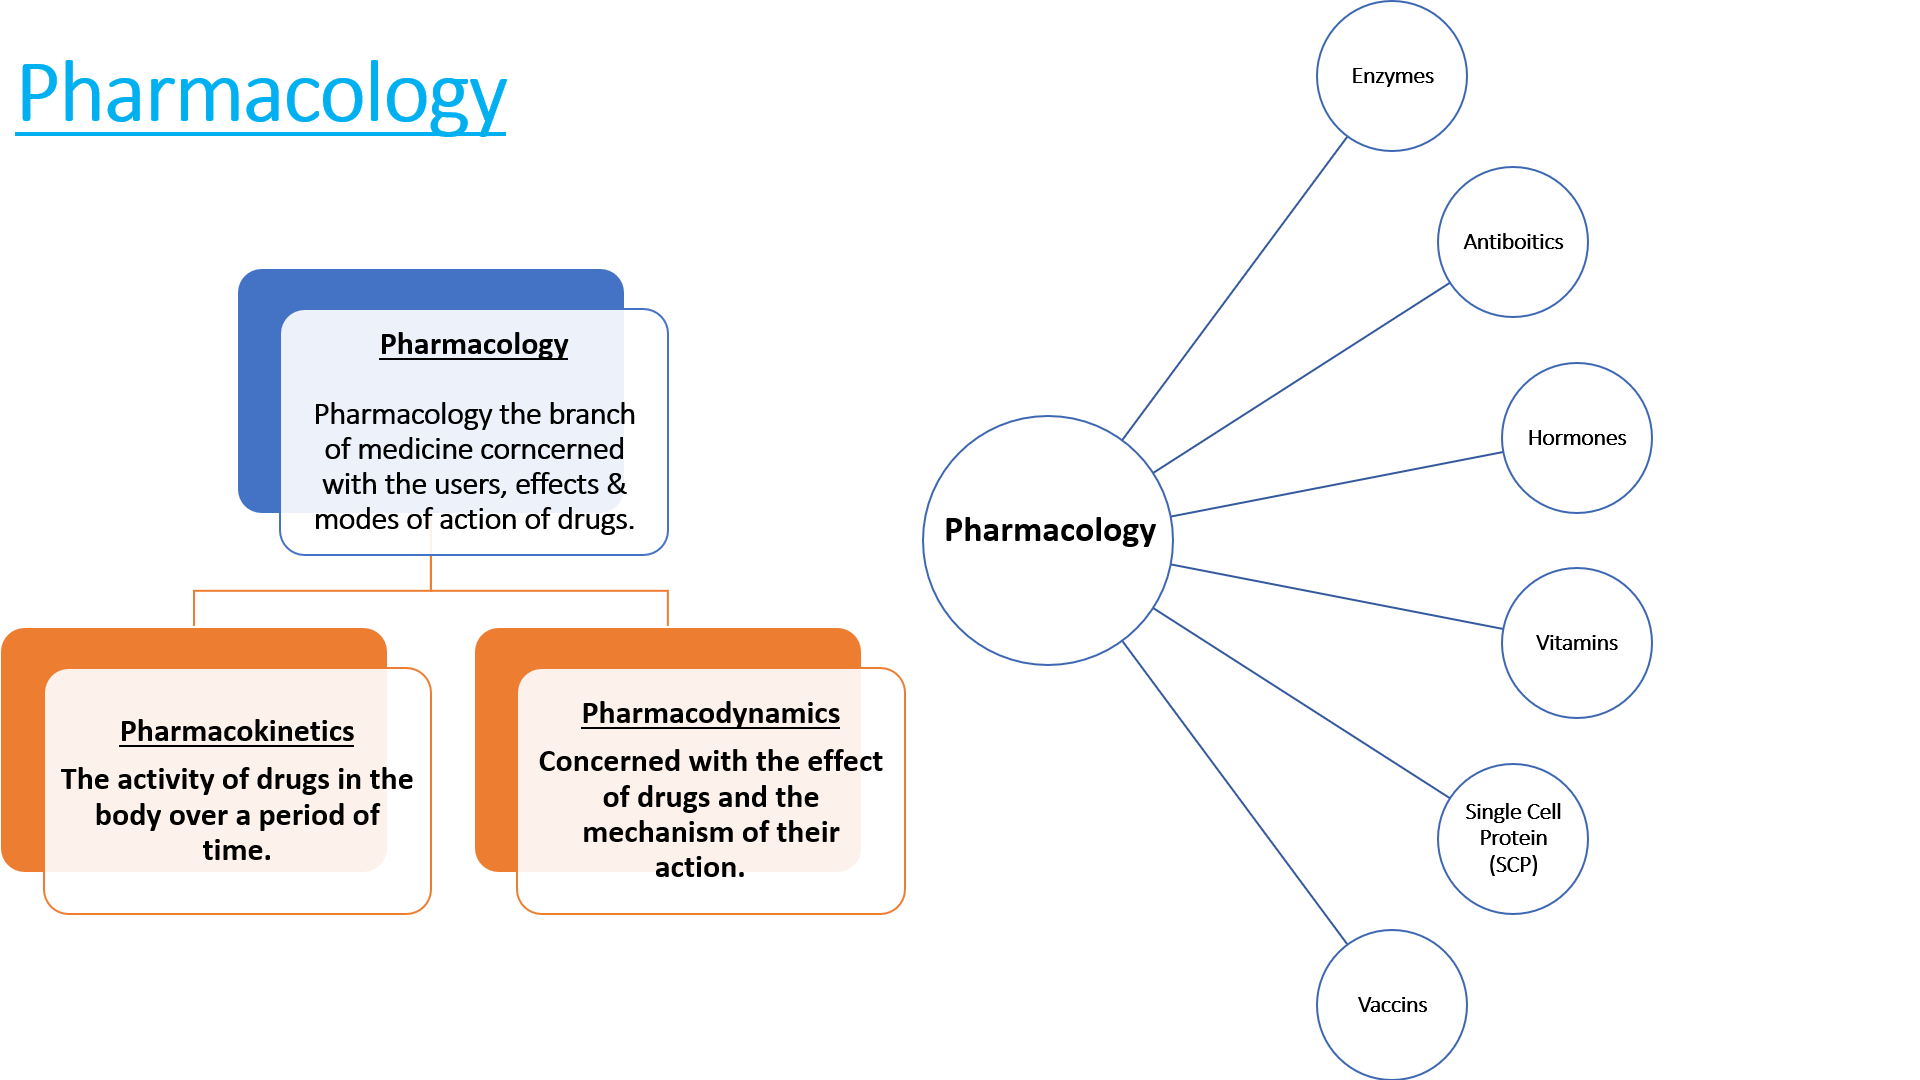 Pharmacology
Pharmacology
Pharmacology the branch
of medicine corncerned
with the users, effects &
modes of action of drugs.
Pharmacokinetics
The activity of drugs in the
body over a period of
time.
Pharmacodynamics
Concerned with the effect
of drugs and the
mechanism of their
action.
Pharmacology
Enzymes
Antiboitics
Hormones
Vitamins
Single Cell
Protein
(SCP)
Vaccins